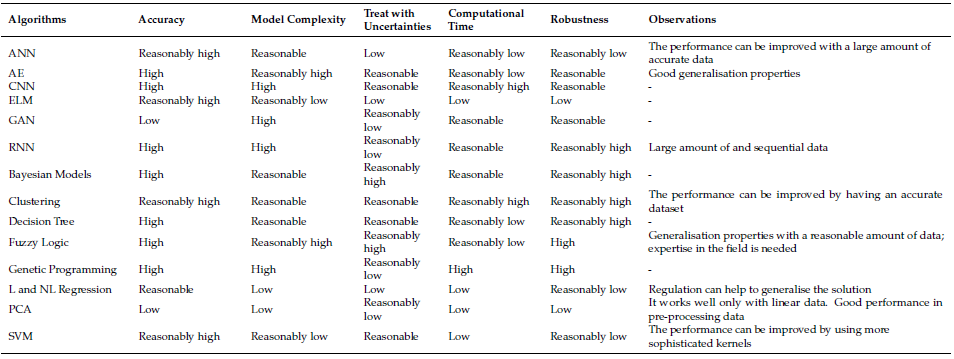 Algorithms Accuracy Model Complexity Treat with Uncertainties Computational Time Robustness Observations
ANN Reasonably high Reasonable Low Reasonably low Reasonably low The performance can be improved with a large amount of accurate data
AE High Reasonably high Reasonable Reasonably low Reasonable Good generalisation properties
CNN High High Reasonable Reasonably high Reasonable -
ELM Reasonably high Reasonably low Low Low Low -
GAN Low High Reasonably low Reasonable Reasonable -
RNN High High Reasonably low Reasonable Reasonably high Large amount of and sequential data
Bayesian Models High Reasonable Reasonably high Reasonable Reasonably high -
Clustering Reasonably high Reasonable Reasonable Reasonably high Reasonably high The performance can be improved by having an accurate dataset
Decision Tree High Reasonable Reasonable Reasonably low Reasonably high -
Fuzzy Logic High Reasonably high Reasonably high Reasonably low High Generalisation properties with a reasonable amount of data; expertise in the field is needed
Genetic Programming High High Reasonably low High High -
L and NL Regression Reasonable Low Low Low Reasonably low Regulation can help to generalise the solution
PCA Low Low Reasonably low Low Low It works well only with linear data. Good performance in pre-processing data
SVM Reasonably high Reasonably low Reasonable Low Reasonably low The performance can be improved by using more sophisticated kernels